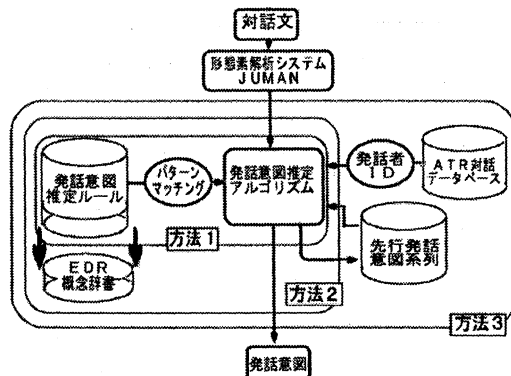 対話文
形態素解析システム
JUMAN
発話意図
推定ルール
パターン
マッチング
発話意図推定
アルゴリズム
発話者
ID
ATR対話
データベース
方法1
先行発話
意図系列
EDR
概念辞書
方法2
方法3
発話意図